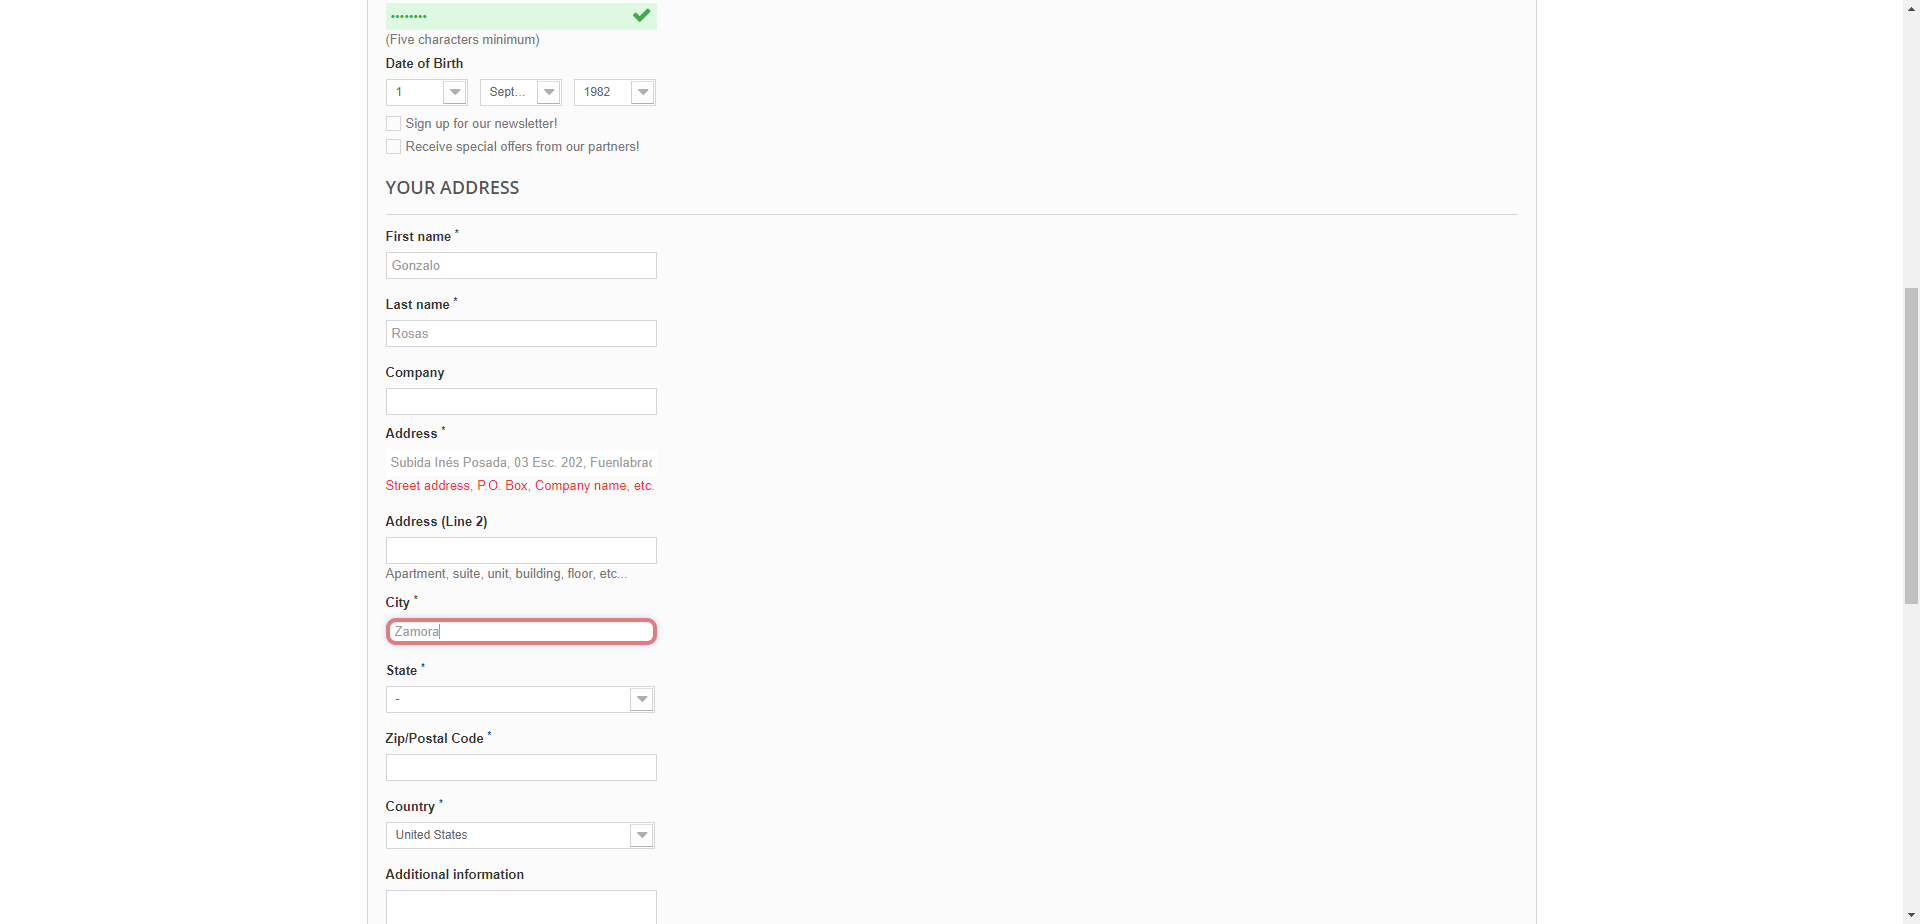 ••••••••
(Five characters minimum)
Date of Birth
1 Sept... 1982
Sign up for our newsletter!
Receive special offers from our partners!
YOUR ADDRESS
First name *
Gonzalo
Last name *
Rosas
Company
Address *
Subida Inés Posada, 03 Esc. 202, Fuenlabrac
Street address, P.O. Box, Company name, etc.
Address (Line 2)
Apartment, suite, unit, building, floor, etc...
City *
Zamora
State *
-
Zip/Postal Code *
Country *
United States
Additional information